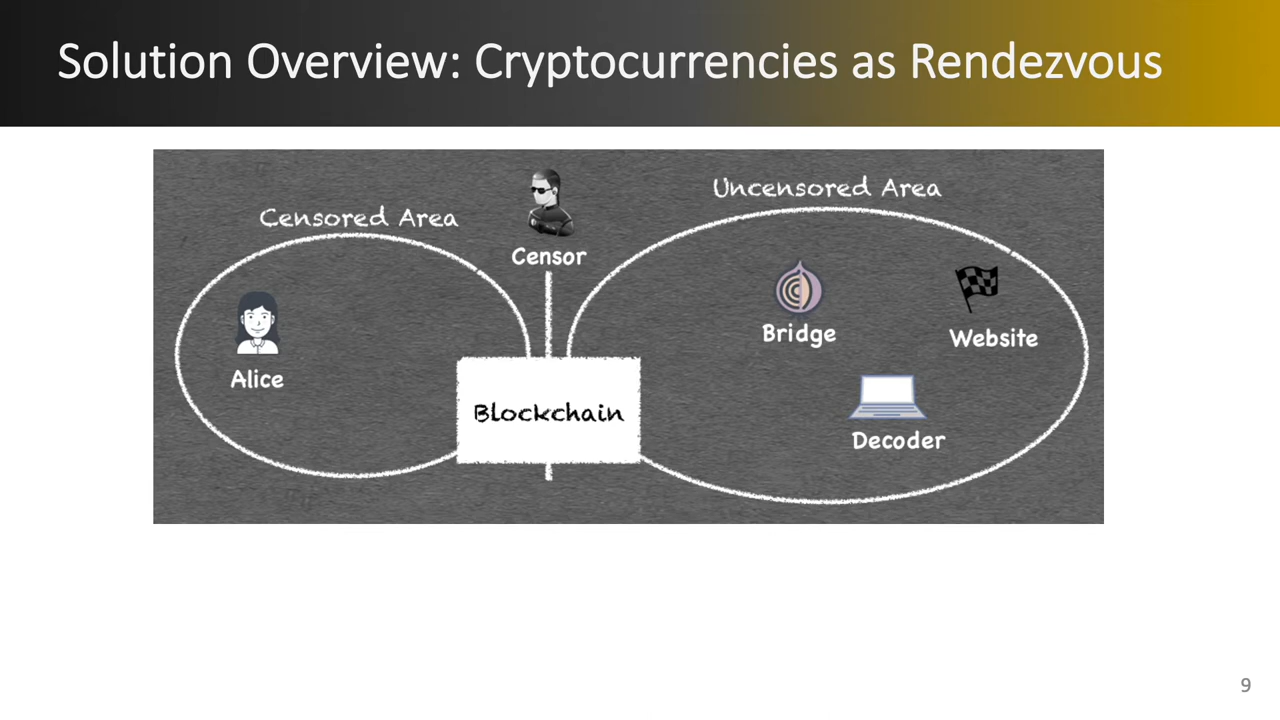 Solution Overview: Cryptocurrencies as Rendezvous
Uncensored Area
Censored Area
Censor
Bridge
Website
Alice
Blockchain
Decoder
9